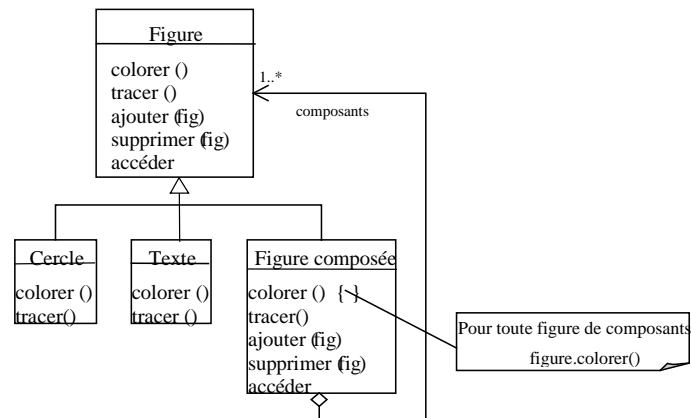 Figure
colorer ()
tracer ()
ajouter (fig)
supprimer (fig)
accéder
1..*
composants
Cercle
colorer ()
tracer()
Texte
colorer ()
tracer ()
Figure composée
colorer () {-}
tracer()
ajouter (fig)
supprimer (fig)
accéder
Pour toute figure de composants
figure.colorer()